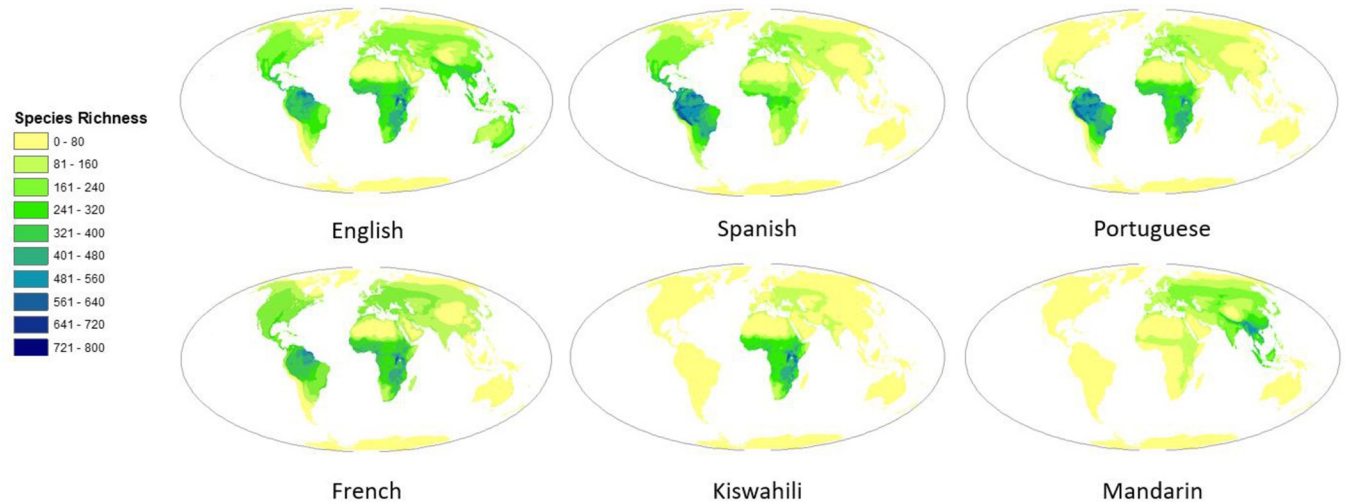 Species Richness
0 - 80
81 - 160
161 - 240
241 - 320
321 - 400
401 - 480
481 - 560
561 - 640
641 - 720
721 - 800
English
Spanish
Portuguese
French
Kiswahili
Mandarin